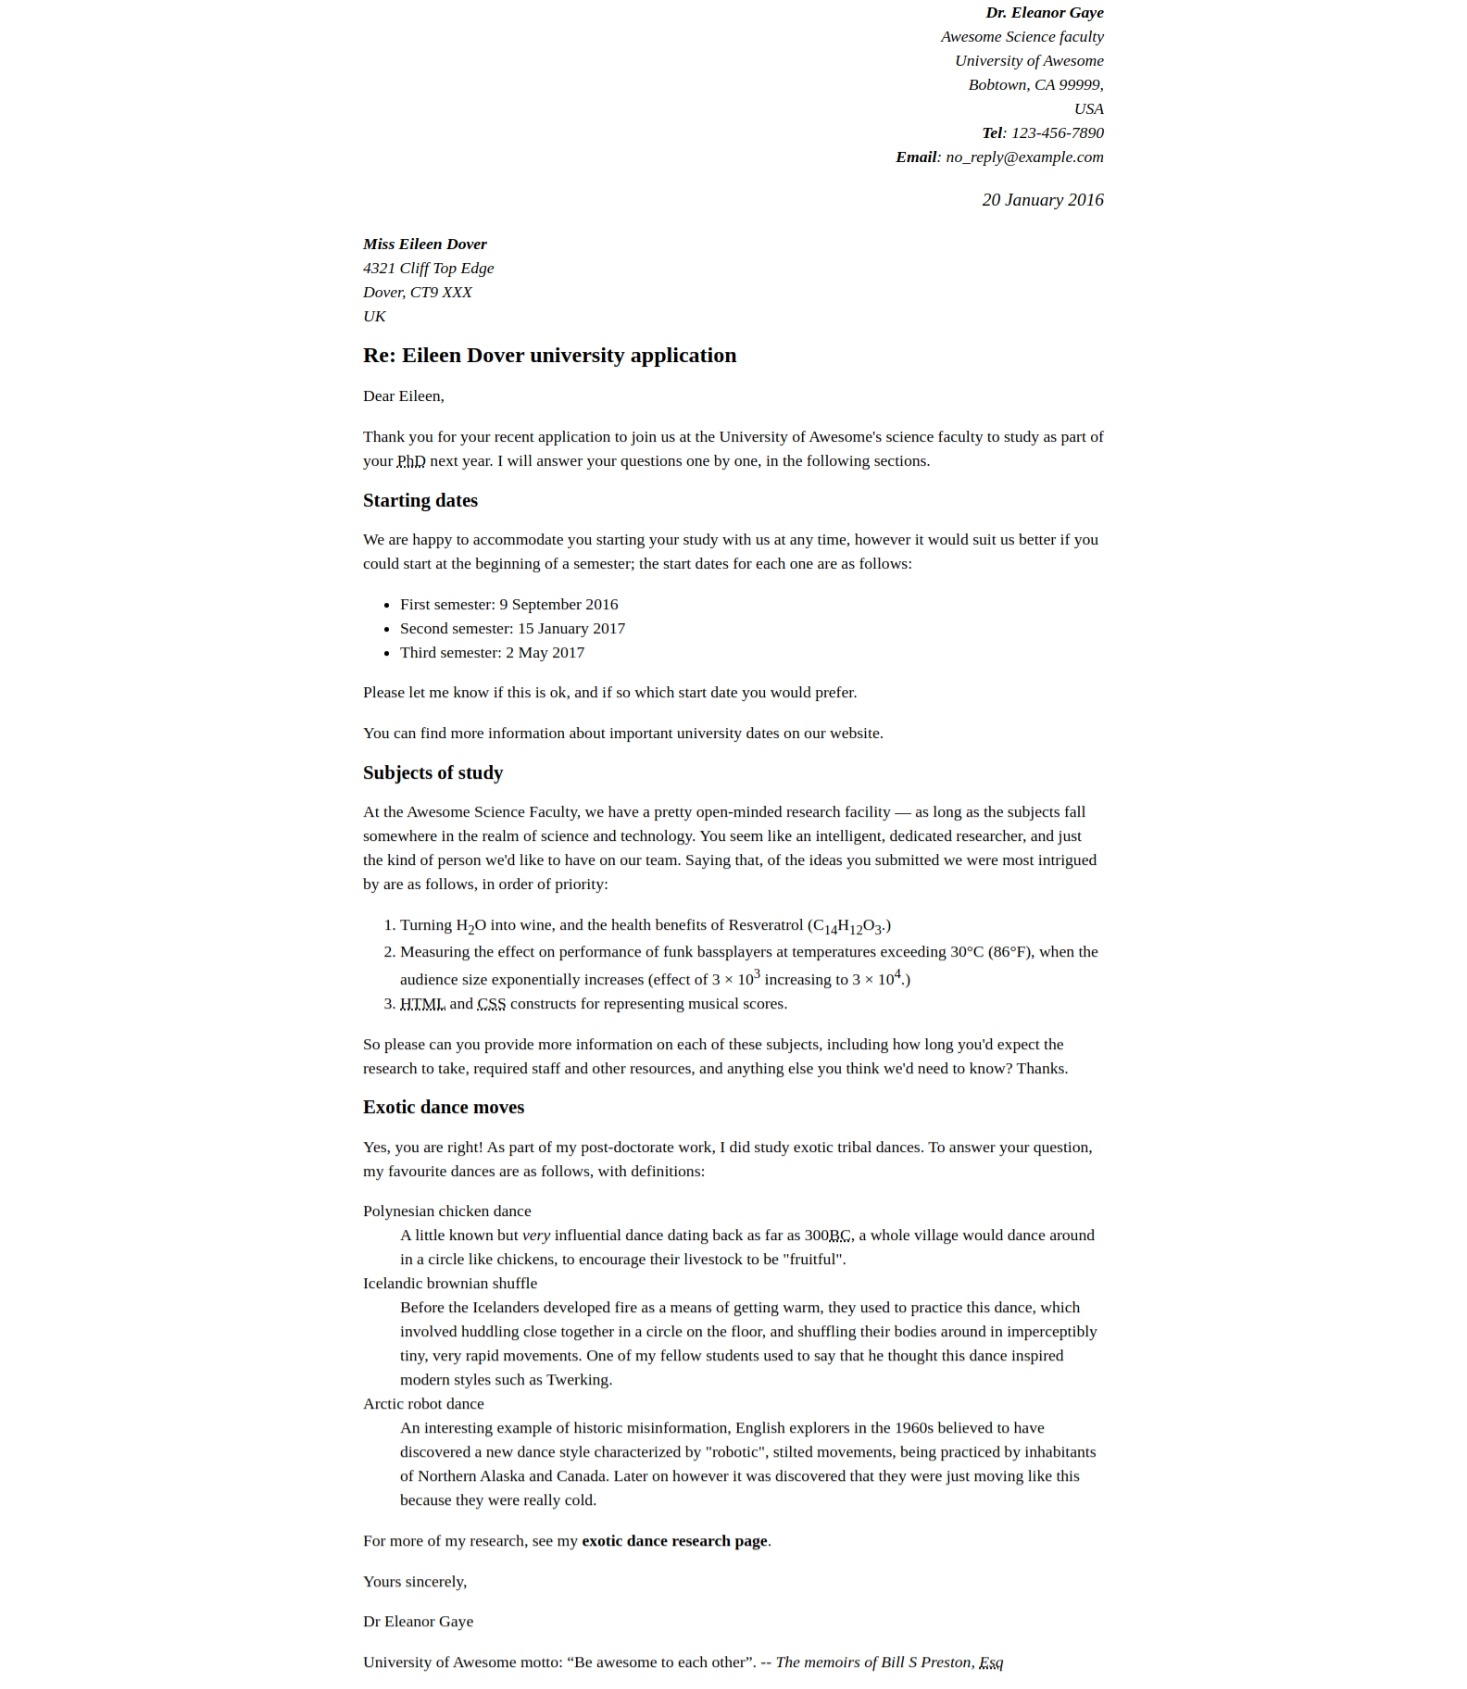 Dr. Eleanor Gaye
Awesome Science faculty
University of Awesome
Bobtown, CA 99999,
USA
Tel: 123-456-7890
Email: no_reply@example.com
20 January 2016
Miss Eileen Dover
4321 Cliff Top Edge
Dover, CT9 XXX
UK
Re: Eileen Dover university application
Dear Eileen,
Thank you for your recent application to join us at the University of Awesome's science faculty to study as part of
your PhD next year. I will answer your questions one by one, in the following sections.
Starting dates
We are happy to accommodate you starting your study with us at any time, however it would suit us better if you
could start at the beginning of a semester; the start dates for each one are as follows:
• First semester: 9 September 2016
• Second semester: 15 January 2017
• Third semester: 2 May 2017
Please let me know if this is ok, and if so which start date you would prefer.
You can find more information about important university dates on our website.
Subjects of study
At the Awesome Science Faculty, we have a pretty open-minded research facility — as long as the subjects fall
somewhere in the realm of science and technology. You seem like an intelligent, dedicated researcher, and just
the kind of person we'd like to have on our team. Saying that, of the ideas you submitted we were most intrigued
by are as follows, in order of priority:
1. Turning H₂O into wine, and the health benefits of Resveratrol (C₁₄H₁₂O₃.)
2. Measuring the effect on performance of funk bassplayers at temperatures exceeding 30°C (86°F), when the
audience size exponentially increases (effect of 3 × 10³ increasing to 3 × 10⁴.)
3. HTML and CSS constructs for representing musical scores.
So please can you provide more information on each of these subjects, including how long you'd expect the
research to take, required staff and other resources, and anything else you think we'd need to know? Thanks.
Exotic dance moves
Yes, you are right! As part of my post-doctorate work, I did study exotic tribal dances. To answer your question,
my favourite dances are as follows, with definitions:
Polynesian chicken dance
A little known but very influential dance dating back as far as 300BC, a whole village would dance around
in a circle like chickens, to encourage their livestock to be "fruitful".
Icelandic brownian shuffle
Before the Icelanders developed fire as a means of getting warm, they used to practice this dance, which
involved huddling close together in a circle on the floor, and shuffling their bodies around in imperceptibly
tiny, very rapid movements. One of my fellow students used to say that he thought this dance inspired
modern styles such as Twerking.
Arctic robot dance
An interesting example of historic misinformation, English explorers in the 1960s believed to have
discovered a new dance style characterized by "robotic", stilted movements, being practiced by inhabitants
of Northern Alaska and Canada. Later on however it was discovered that they were just moving like this
because they were really cold.
For more of my research, see my exotic dance research page.
Yours sincerely,
Dr Eleanor Gaye
University of Awesome motto: “Be awesome to each other”. -- The memoirs of Bill S Preston, Esq